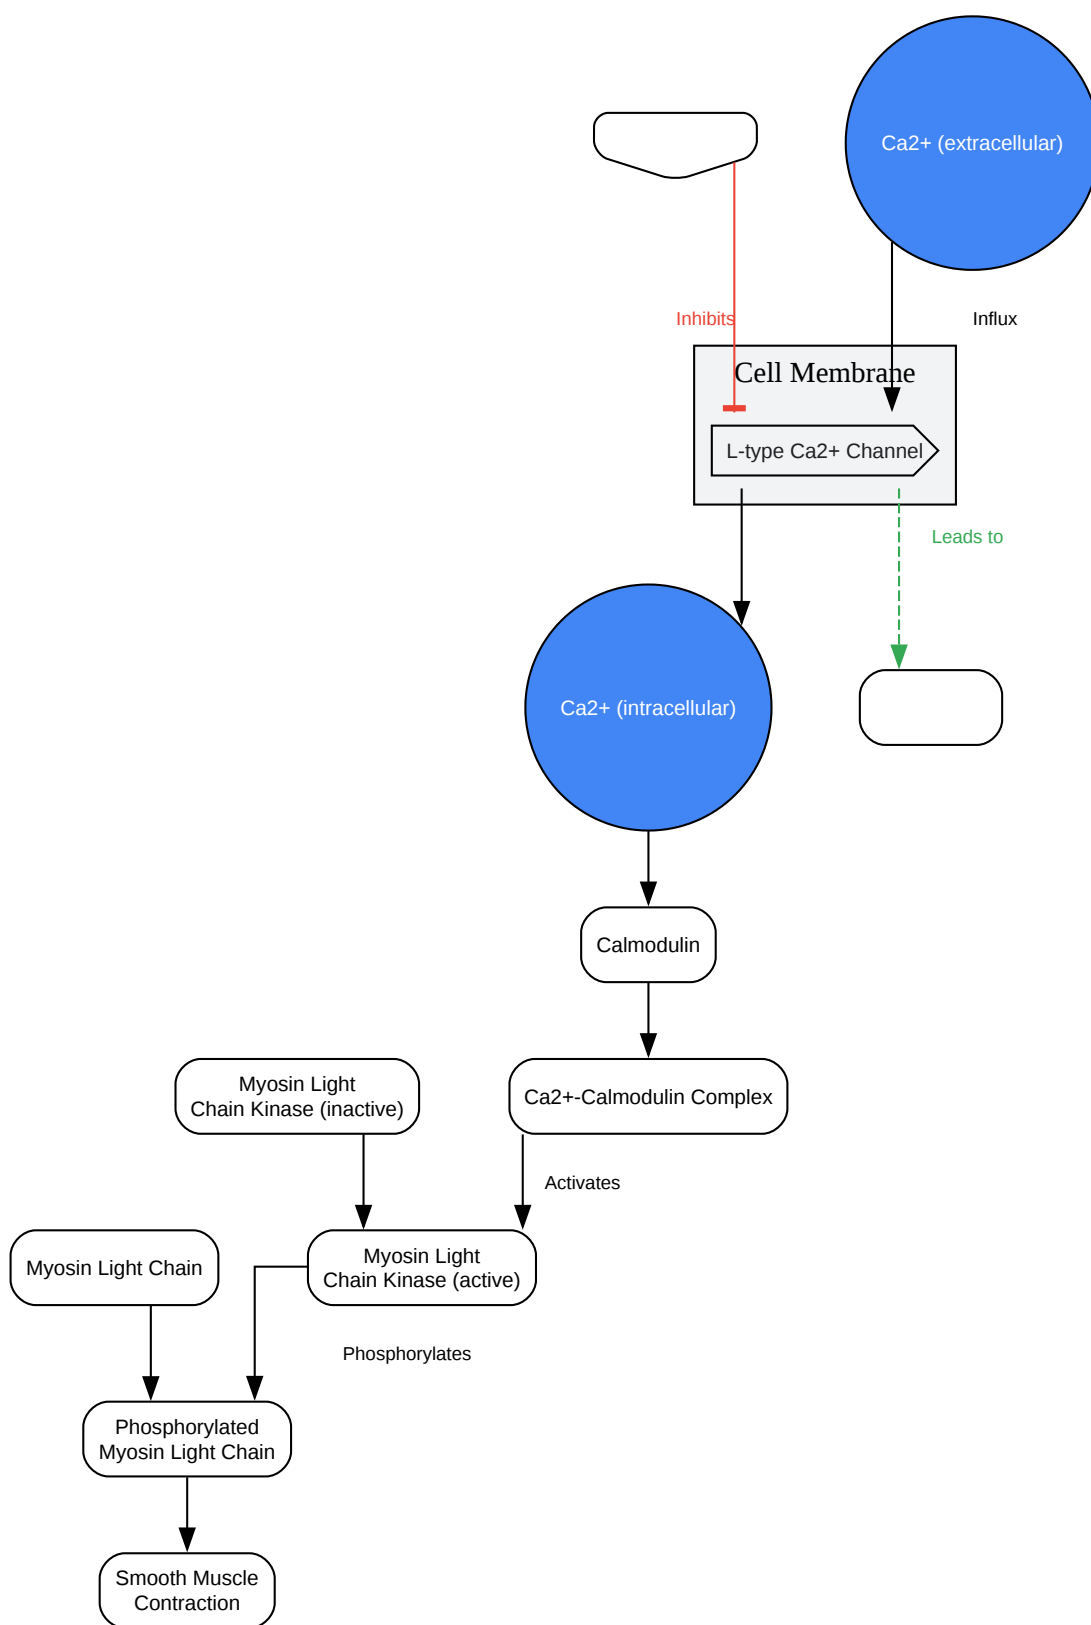 Ca2+ (extracellular)
Inhibits
Influx
Cell Membrane
L-type Ca2+ Channel
Leads to
Ca2+ (intracellular)
Calmodulin
Myosin Light
Chain Kinase (inactive)
Ca2+-Calmodulin Complex
Activates
Myosin Light Chain
Myosin Light
Chain Kinase (active)
Phosphorylates
Phosphorylated
Myosin Light Chain
Smooth Muscle
Contraction